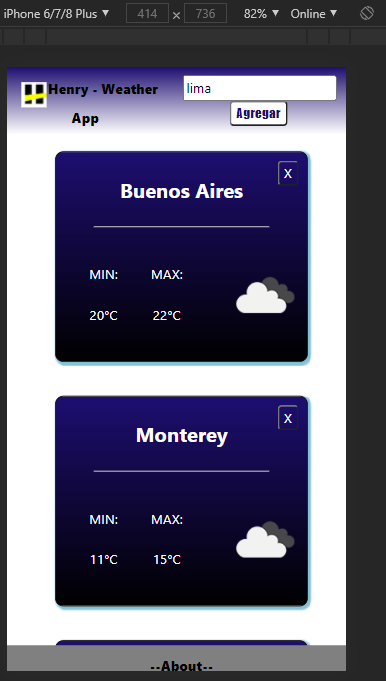 iPhone 6/7/8 Plus ▼ 414 × 736 82% ▼ Online ▼
Henry - Weather App
lima
Agregar
X
Buenos Aires
MIN: MAX:
20°C 22°C
X
Monterey
MIN: MAX:
11°C 15°C
--About--